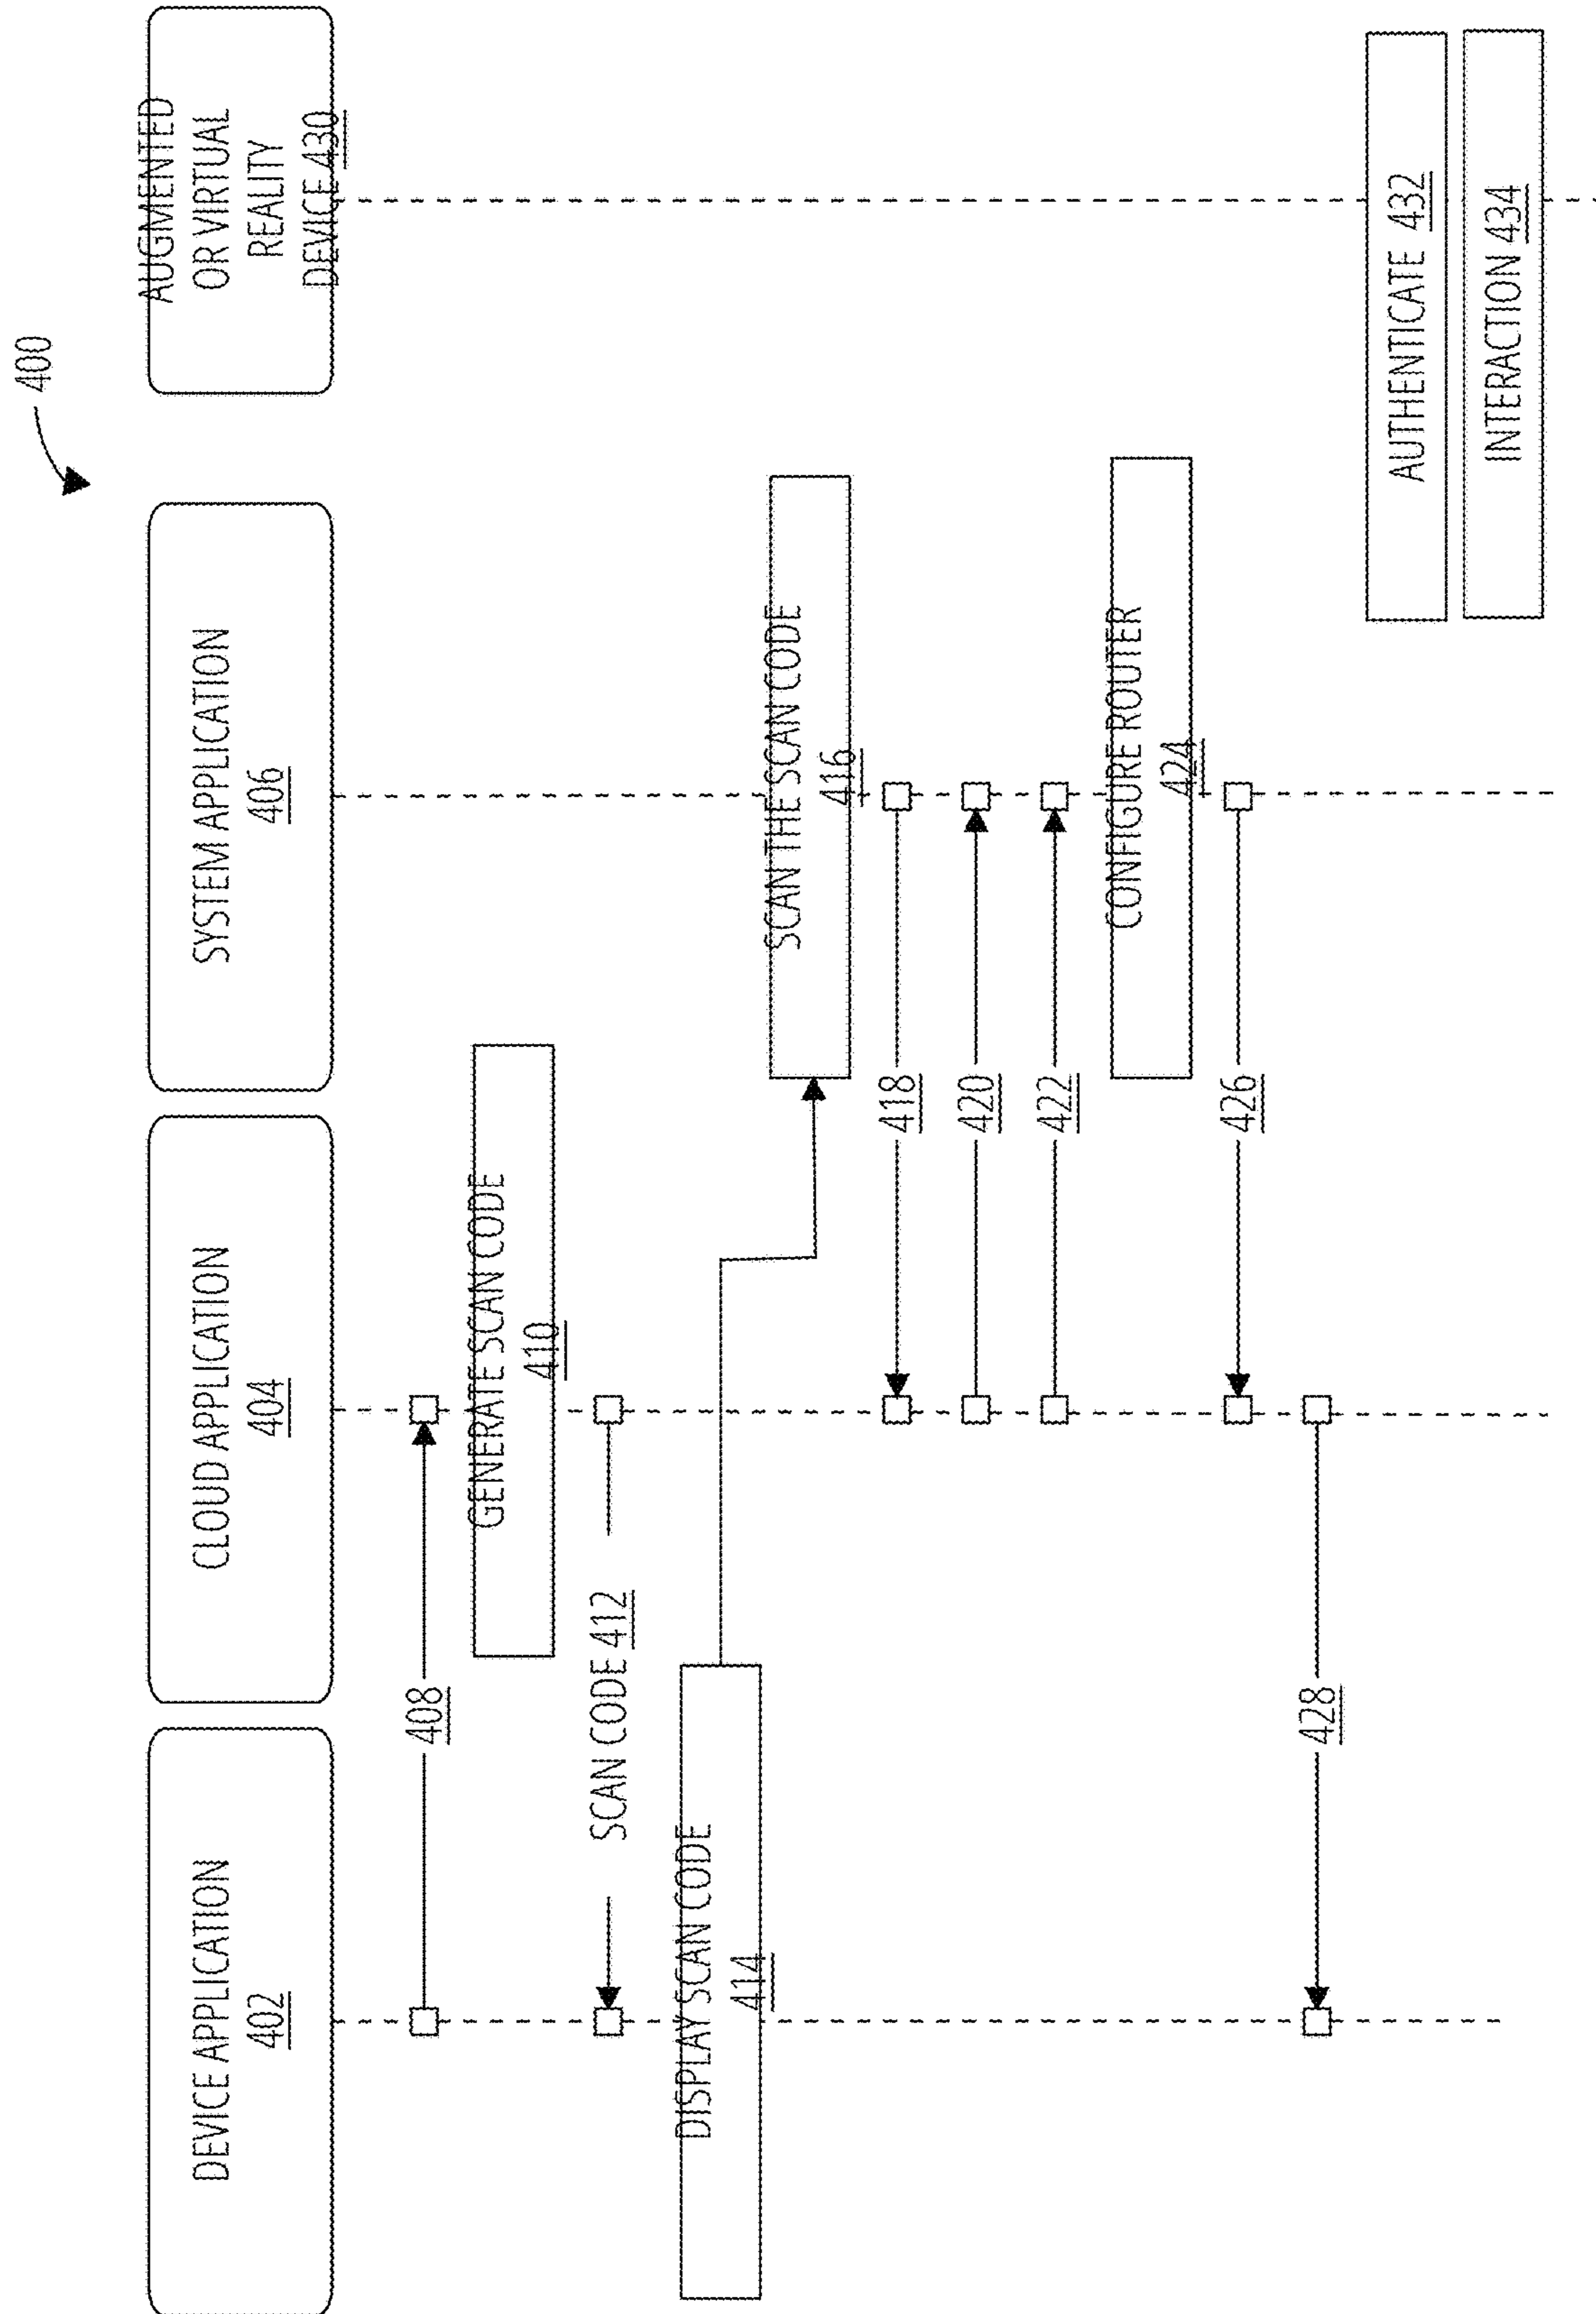 400
DEVICE APPLICATION
402
CLOUD APPLICATION
404
SYSTEM APPLICATION
406
AUGMENTED
OR VIRTUAL
REALITY
DEVICE 430
408
GENERATE SCAN CODE
410
SCAN CODE 412
DISPLAY SCAN CODE
414
SCAN THE SCAN CODE
416
418
420
422
CONFIGURE ROUTER
424
426
428
AUTHENTICATE 432
INTERACTION 434